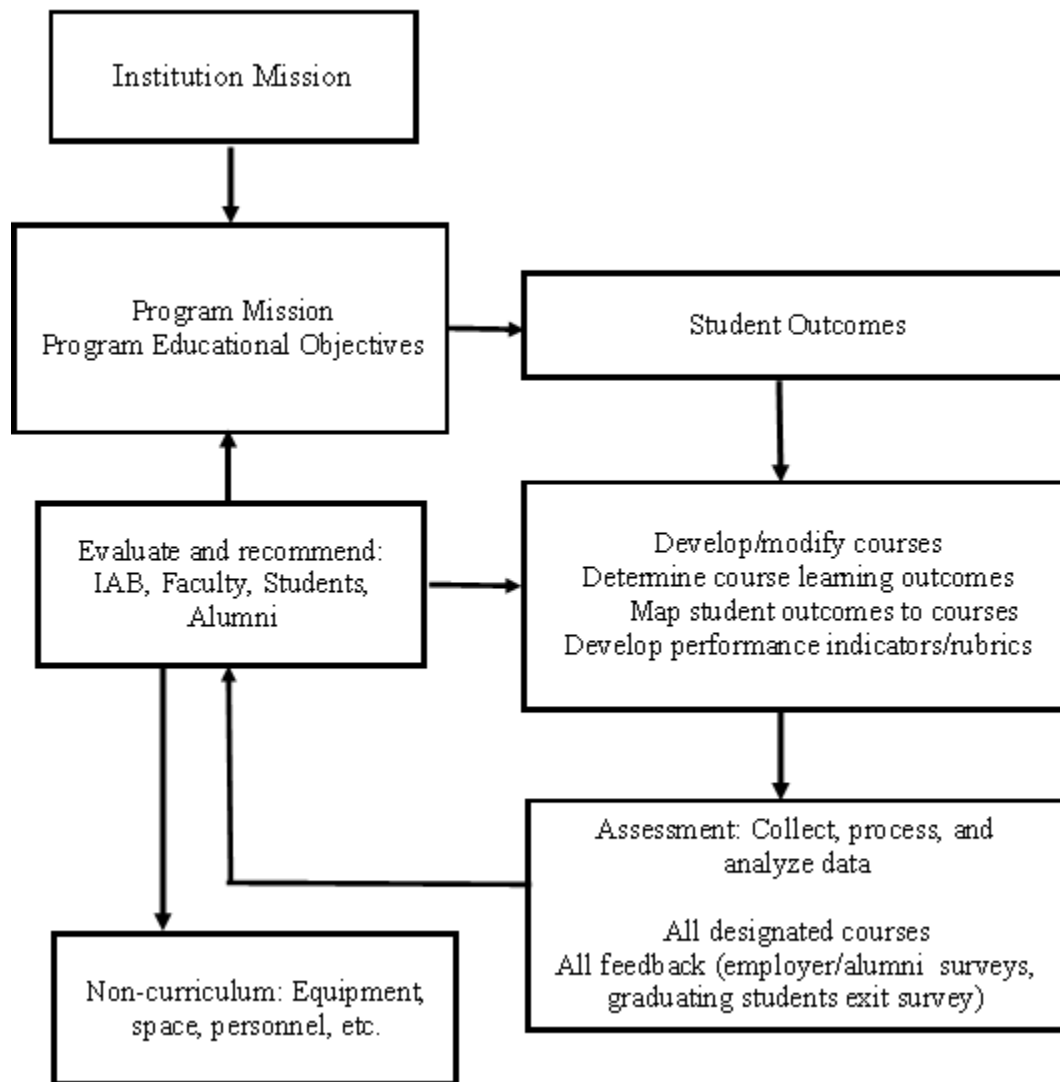 Institution Mission
Program Mission
Program Educational Objectives
Student Outcomes
Evaluate and recommend:
IAB, Faculty, Students,
Alumni
Develop/modify courses
Determine course learning outcomes
Map student outcomes to courses
Develop performance indicators/rubrics
Assessment: Collect, process, and
analyze data
All designated courses
All feedback (employer/alumni surveys,
graduating students exit survey)
Non-curriculum: Equipment,
space, personnel, etc.